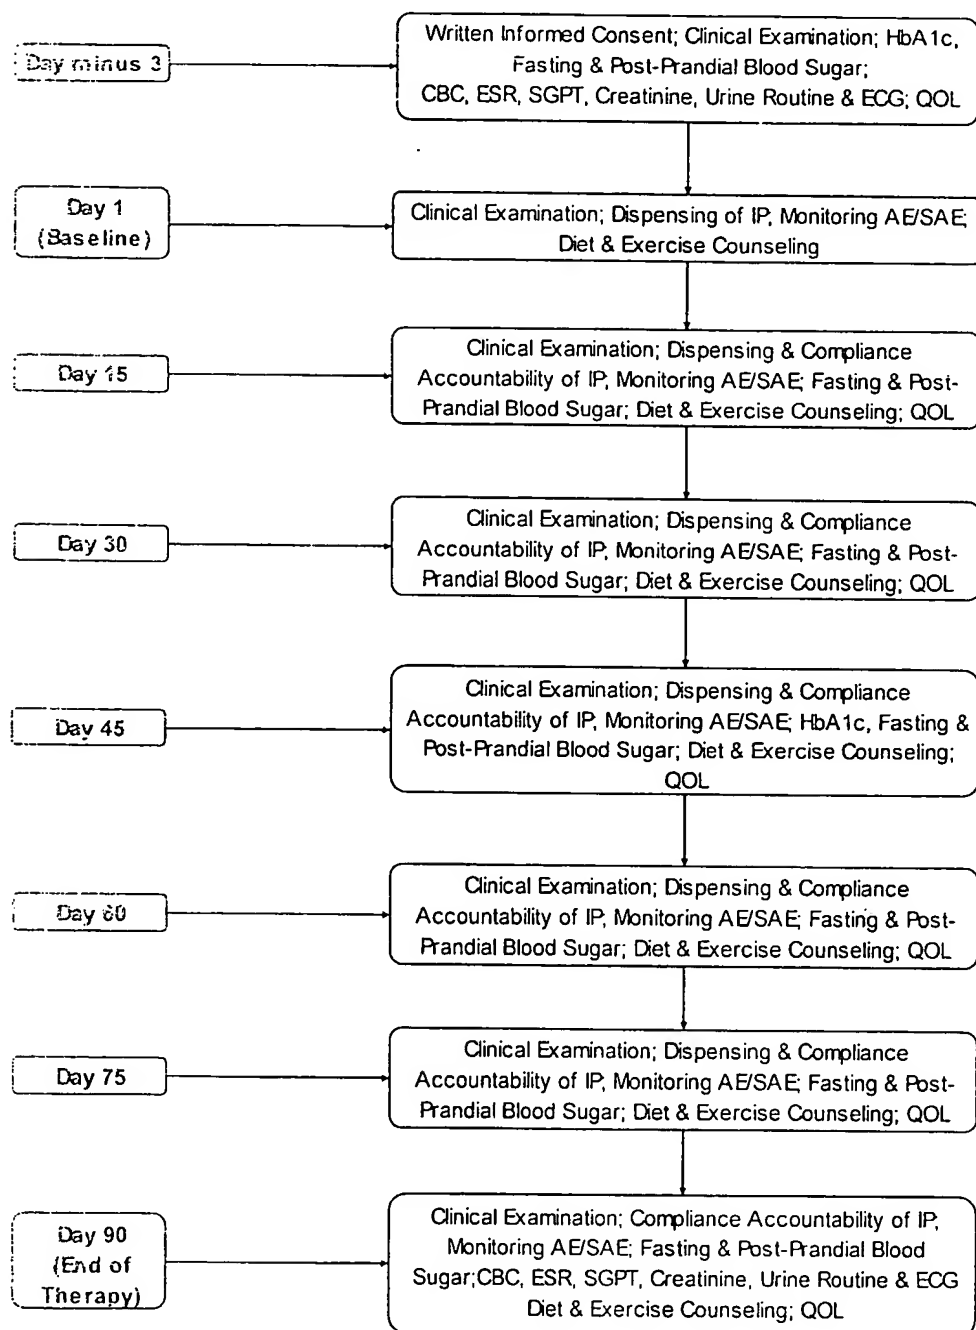 Day minus 3
Written Informed Consent; Clinical Examination; HbA1c,
Fasting & Post-Prandial Blood Sugar;
CBC, ESR, SGPT, Creatinine, Urine Routine & ECG; QOL
Day 1
(Baseline)
Clinical Examination; Dispensing of IP, Monitoring AE/SAE;
Diet & Exercise Counseling
Day 15
Clinical Examination; Dispensing & Compliance
Accountability of IP, Monitoring AE/SAE; Fasting & Post-
Prandial Blood Sugar; Diet & Exercise Counseling; QOL
Day 30
Clinical Examination; Dispensing & Compliance
Accountability of IP, Monitoring AE/SAE; Fasting & Post-
Prandial Blood Sugar; Diet & Exercise Counseling; QOL
Day 45
Clinical Examination; Dispensing & Compliance
Accountability of IP, Monitoring AE/SAE; HbA1c, Fasting &
Post-Prandial Blood Sugar; Diet & Exercise Counseling;
QOL
Day 60
Clinical Examination; Dispensing & Compliance
Accountability of IP, Monitoring AE/SAE; Fasting & Post-
Prandial Blood Sugar; Diet & Exercise Counseling; QOL
Day 75
Clinical Examination; Dispensing & Compliance
Accountability of IP, Monitoring AE/SAE; Fasting & Post-
Prandial Blood Sugar; Diet & Exercise Counseling; QOL
Day 90
(End of
Therapy)
Clinical Examination; Compliance Accountability of IP,
Monitoring AE/SAE; Fasting & Post-Prandial Blood
Sugar;CBC, ESR, SGPT, Creatinine, Urine Routine & ECG
Diet & Exercise Counseling; QOL